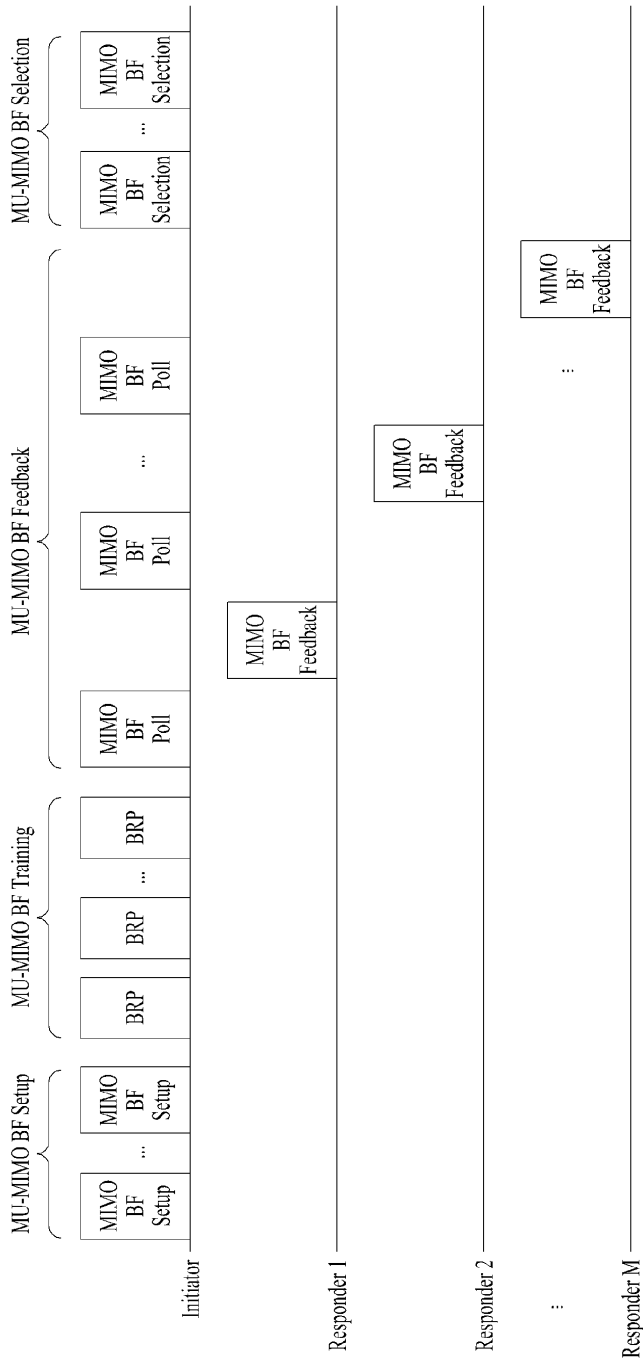 MU-MIMO BF Setup
MU-MIMO BF Training
MU-MIMO BF Feedback
MU-MIMO BF Selection
Initiator
MIMO
BF
Setup
...
MIMO
BF
Setup
BRP
BRP
...
BRP
MIMO
BF
Poll
MIMO
BF
Poll
...
MIMO
BF
Poll
MIMO
BF
Selection
...
MIMO
BF
Selection
Responder 1
MIMO
BF
Feedback
Responder 2
MIMO
BF
Feedback
...
...
Responder M
MIMO
BF
Feedback